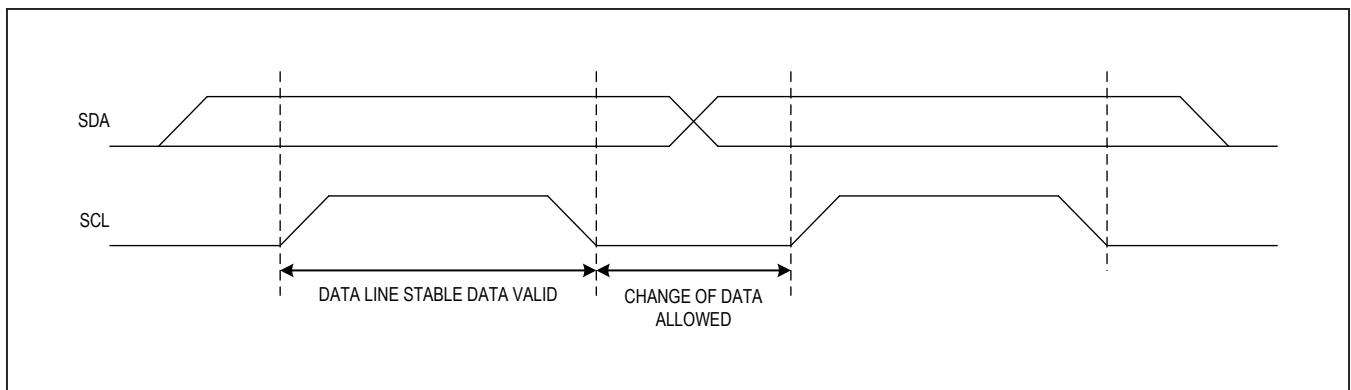 SDA
SCL
DATA LINE STABLE DATA VALID
CHANGE OF DATA
ALLOWED